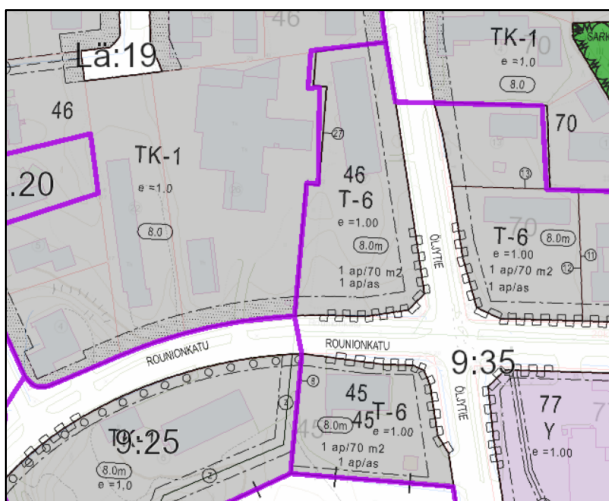 46
SARK
Lä:19
TK-1
70
e =1.0
8.0
46
70
27
TK-1
46
13
.20
e =1.0
T-6
70
e =1.00
T-6
8.0m
8.0
8.0m
e =1.00
11
1 ap/70 m2
1 ap/70 m2
12
1 ap/as
1 ap/as
ÖLJYTIE
ROUNIONKATU
ROUNIONKATU
9:35
8
45
ÖLJYTIE
77
T-6
8.0m
45
Y
9:25
e =1.00
e =1.00
45
8.0m
1 ap/70 m2
e =1.0
1 ap/as